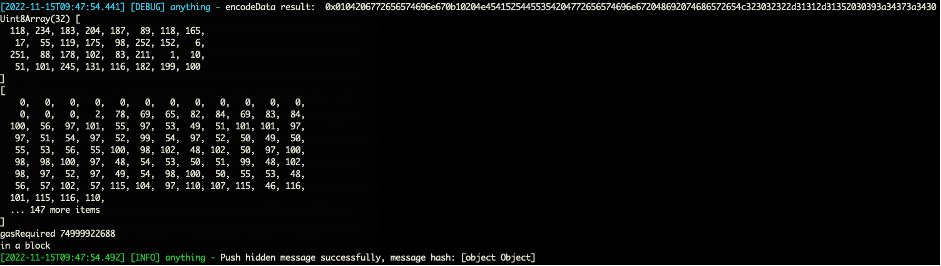 [2022-11-15T09:47:54.441] [DEBUG] anything - encodeData result:  0x0104206772656574696e670b10204e4541525445535420477265657469 6e672048692074686572654c323032322d31312d31352030393a34373a3430
Uint8Array(32) [
118, 234, 183, 204, 187,  89, 118, 165,
17,  55, 119, 175,  98, 252, 152,   6,
251,  88, 178, 102,  83, 211,   1,  10,
51, 101, 245, 131, 116, 182, 199, 100
]
[
0,   0,   0,   0,   0,   0,   0,   0,   0,   0,   0,   0,
0,   0,   0,   2,  78,  69,  65,  82,  84,  69,  83,  84,
100,  56,  97, 101,  55,  97,  53,  49,  51, 101, 101,  97,
97,  51,  54,  97,  52,  99,  54,  97,  52,  50,  49,  50,
55,  53,  56,  55, 100,  98, 102,  48, 102,  50,  97, 100,
98,  98, 100,  97,  48,  54,  53,  50,  51,  99,  48, 102,
98,  97,  52,  97,  49,  54,  98, 100,  50,  55,  53,  48,
56,  57, 102,  57, 115, 104,  97, 110, 107, 115,  46, 116,
101, 115, 116, 110,
... 147 more items
]
gasRequired 74999922688
in a block
[2022-11-15T09:47:54.492] [INFO] anything - Push hidden message successfully, message hash: [object Object]